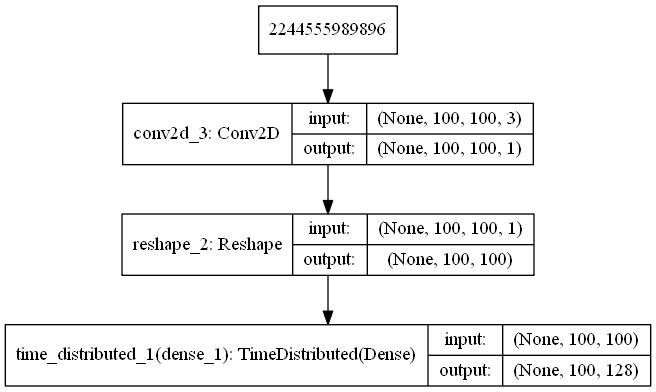 2244555989896
conv2d_3: Conv2D
input:
(None, 100, 100, 3)
output:
(None, 100, 100, 1)
reshape_2: Reshape
input:
(None, 100, 100, 1)
output:
(None, 100, 100)
time_distributed_1(dense_1): TimeDistributed(Dense)
input:
(None, 100, 100)
output:
(None, 100, 128)